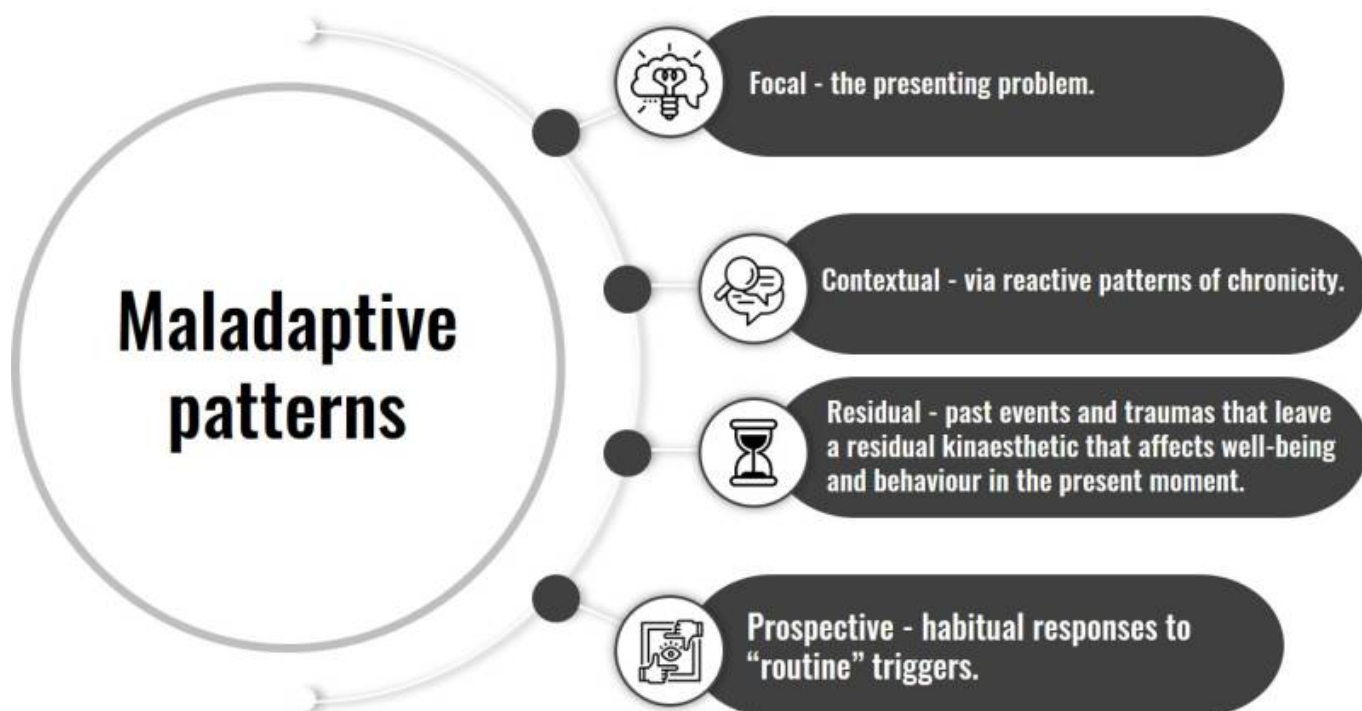 Maladaptive
patterns
Focal - the presenting problem.
Contextual - via reactive patterns of chronicity.
Residual - past events and traumas that leave
a residual kinaesthetic that affects well-being
and behaviour in the present moment.
Prospective - habitual responses to
“routine” triggers.